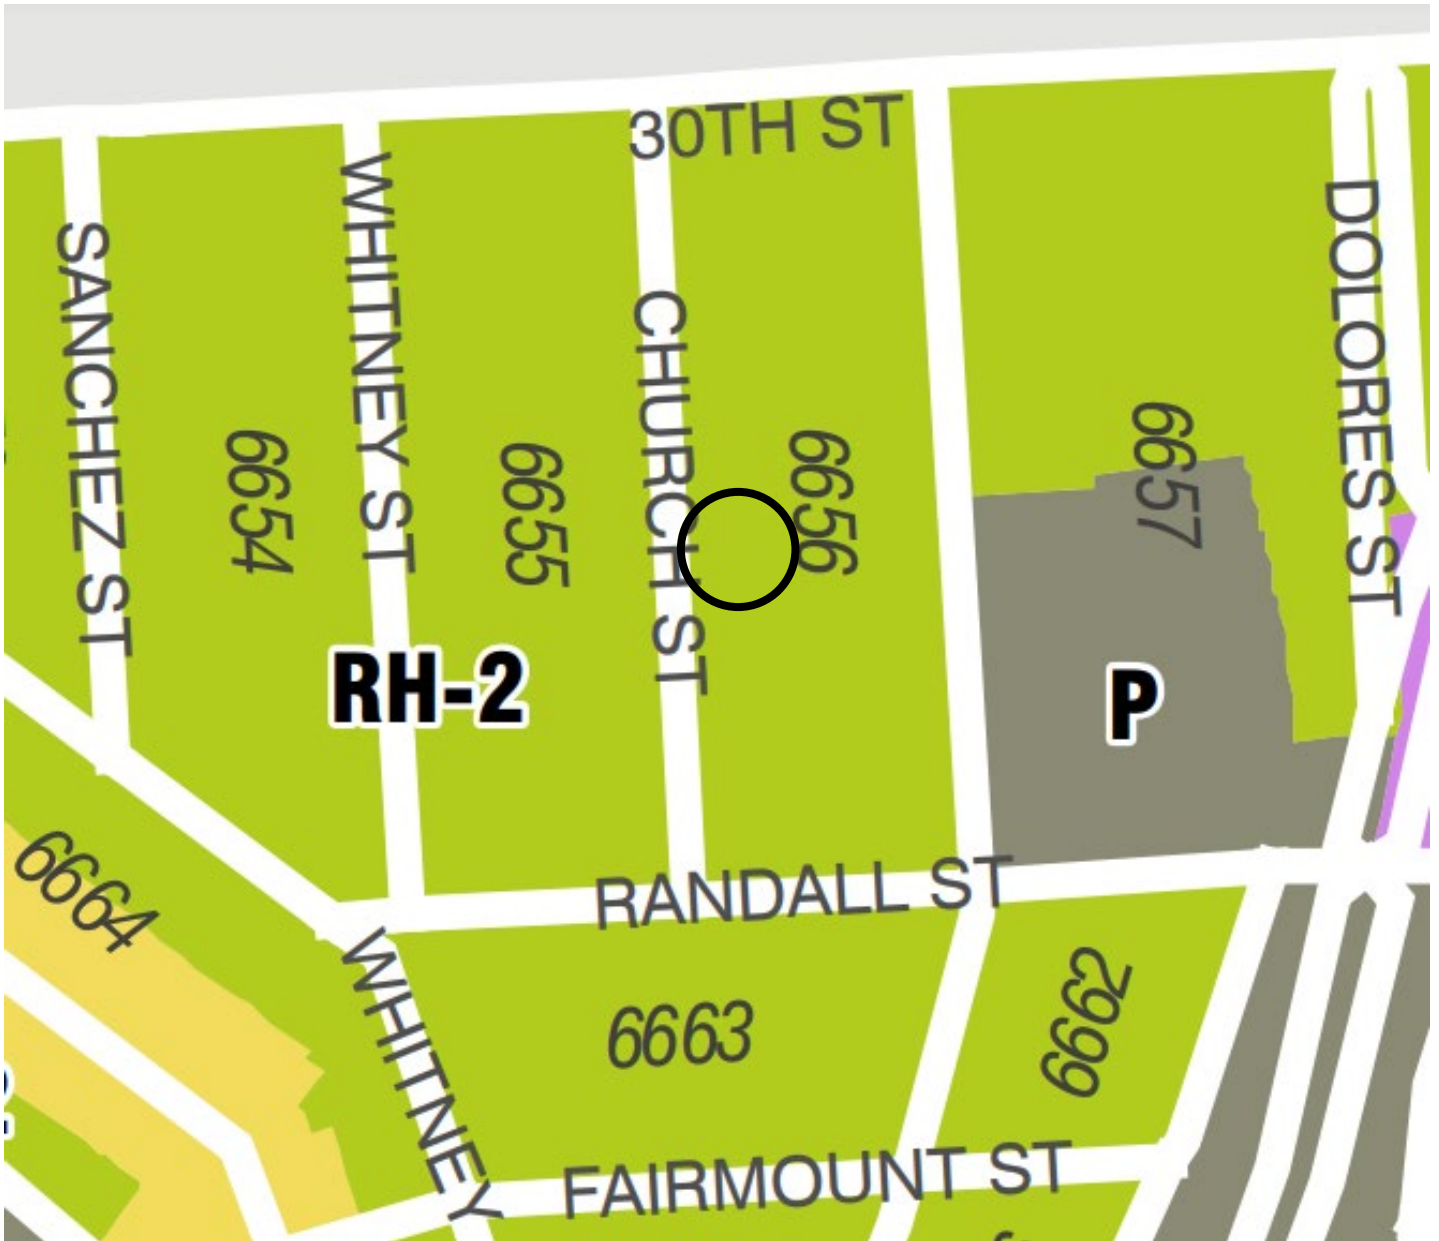 30TH ST
SANCHEZ ST
WHITNEY ST
CHURCH ST
DOLORES ST
6654
6655
6656
6657
RH-2
P
RANDALL ST
6664
WHITNEY
6663
6662
FAIRMOUNT ST